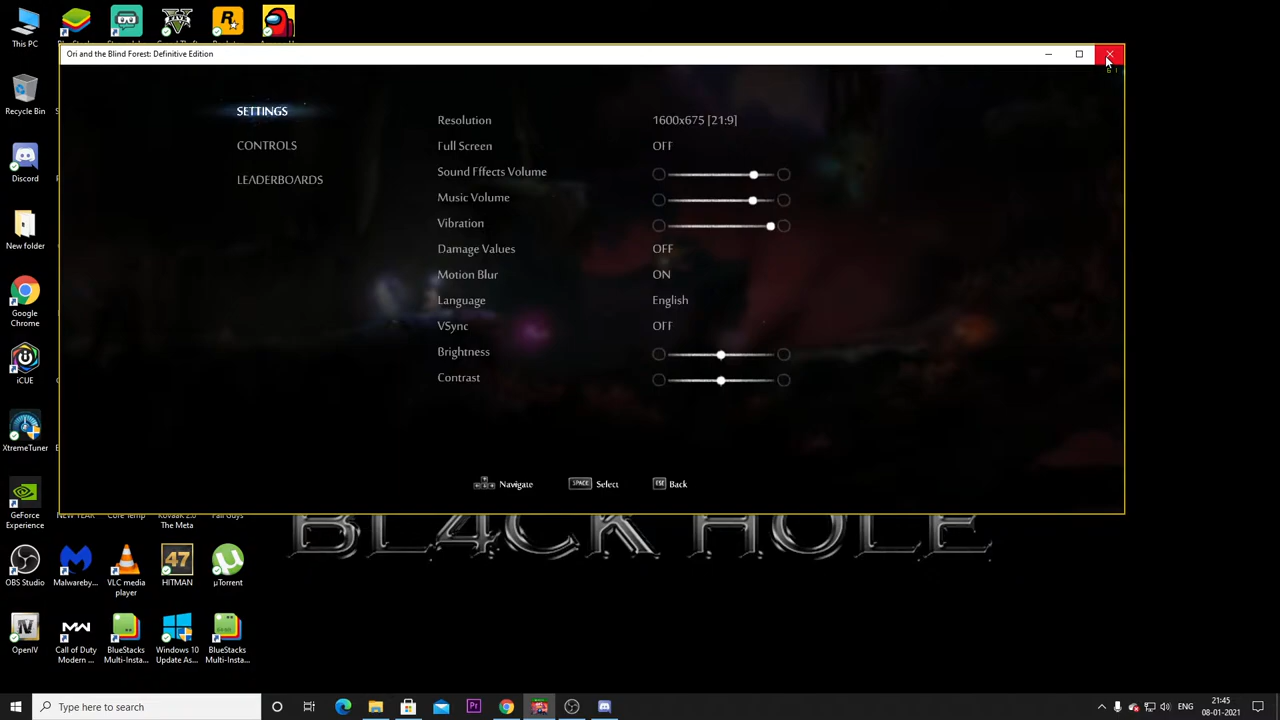 This PC
Ori and the Blind Forest: Definitive Edition
SETTINGS
CONTROLS
LEADERBOARDS
Resolution
1600x675 [21:9]
Full Screen
OFF
Sound Effects Volume
Music Volume
Vibration
Damage Values
OFF
Motion Blur
ON
Language
English
VSync
OFF
Brightness
Contrast
Navigate
SPACE
Select
ESC
Back
Recycle Bin
Discord
New folder
Google
Chrome
iCUE
XtremeTuner
GeForce
Experience
The Meta
BL4CK HOLE
OBS Studio
Malwareby...
VLC media
player
HITMAN
47
µTorrent
OpenIV
Call of Duty
Modern ...
BlueStacks
Multi-Insta...
Windows 10
Update As...
BlueStacks
Multi-Insta...
Type here to search
Pr
ENG
21:45
08-01-2021